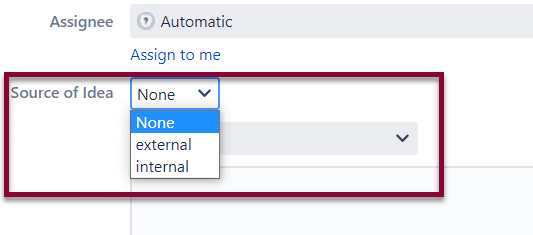 Assignee Automatic
Assign to me
Source of Idea None
None
external
internal